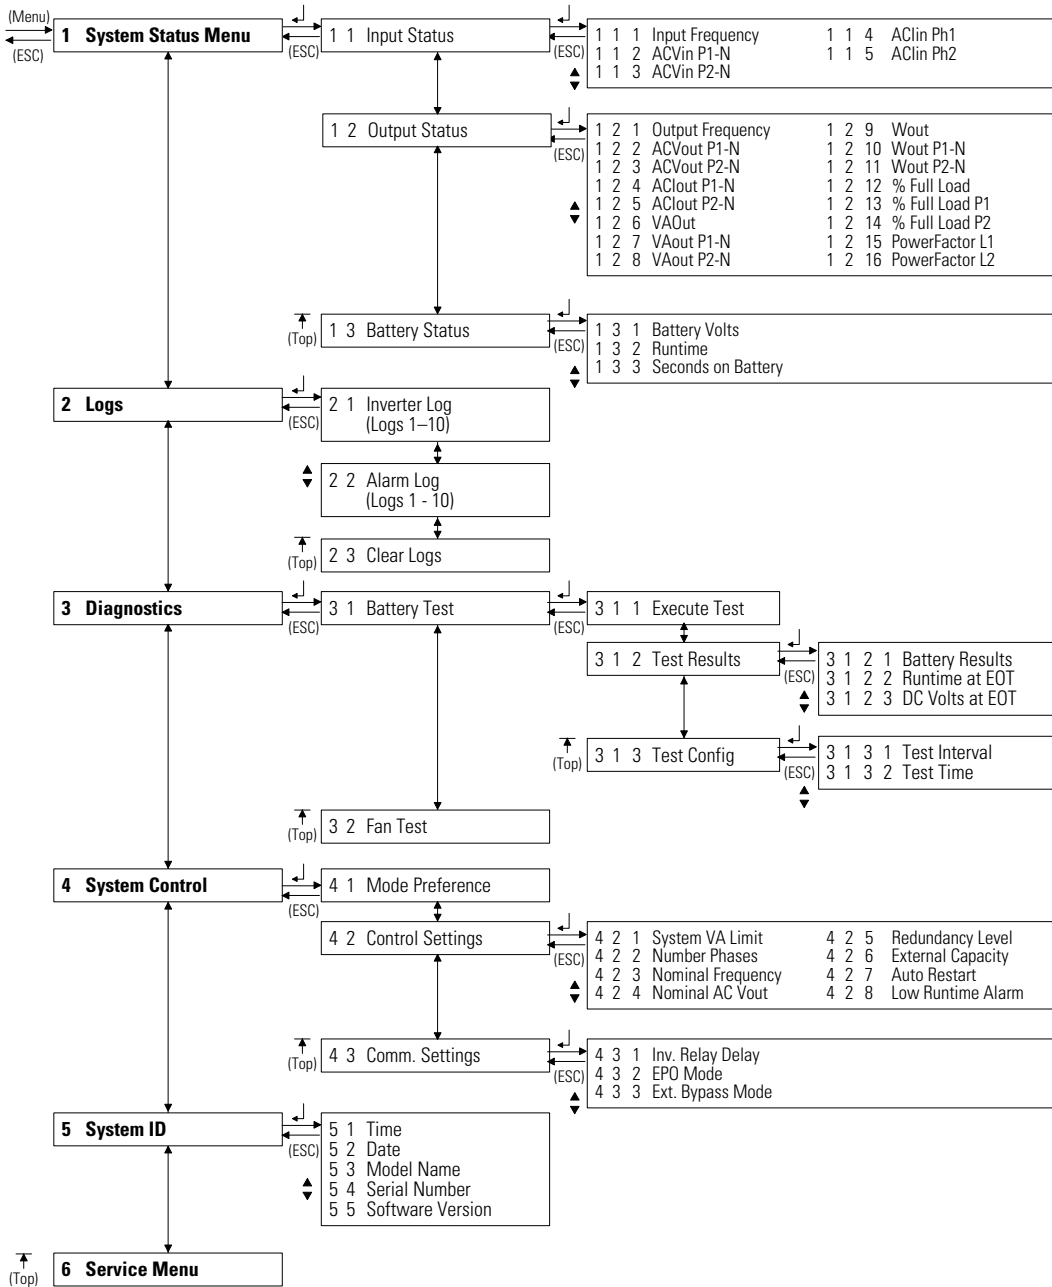 (Menu)
(ESC)
1 System Status Menu
(ESC)
1 1 Input Status
(ESC)
1 1 1 Input Frequency
1 1 2 ACVin P1-N
1 1 3 ACVin P2-N
1 1 4 AClin Ph1
1 1 5 AClin Ph2
1 2 Output Status
(ESC)
1 2 1 Output Frequency
1 2 2 ACVout P1-N
1 2 3 ACVout P2-N
1 2 4 AClout P1-N
1 2 5 AClout P2-N
1 2 6 VAOut
1 2 7 VAout P1-N
1 2 8 VAout P2-N
1 2 9 Wout
1 2 10 Wout P1-N
1 2 11 Wout P2-N
1 2 12 % Full Load
1 2 13 % Full Load P1
1 2 14 % Full Load P2
1 2 15 PowerFactor L1
1 2 16 PowerFactor L2
(Top)
1 3 Battery Status
(ESC)
1 3 1 Battery Volts
1 3 2 Runtime
1 3 3 Seconds on Battery
2 Logs
(ESC)
2 1 Inverter Log
(Logs 1–10)
2 2 Alarm Log
(Logs 1 - 10)
(Top)
2 3 Clear Logs
3 Diagnostics
(ESC)
3 1 Battery Test
(ESC)
3 1 1 Execute Test
3 1 2 Test Results
(ESC)
3 1 2 1 Battery Results
3 1 2 2 Runtime at EOT
3 1 2 3 DC Volts at EOT
(Top)
3 1 3 Test Config
(ESC)
3 1 3 1 Test Interval
3 1 3 2 Test Time
(Top)
3 2 Fan Test
4 System Control
(ESC)
4 1 Mode Preference
4 2 Control Settings
(ESC)
4 2 1 System VA Limit
4 2 2 Number Phases
4 2 3 Nominal Frequency
4 2 4 Nominal AC Vout
4 2 5 Redundancy Level
4 2 6 External Capacity
4 2 7 Auto Restart
4 2 8 Low Runtime Alarm
(Top)
4 3 Comm. Settings
(ESC)
4 3 1 Inv. Relay Delay
4 3 2 EPO Mode
4 3 3 Ext. Bypass Mode
5 System ID
(ESC)
5 1 Time
5 2 Date
5 3 Model Name
5 4 Serial Number
5 5 Software Version
(Top)
6 Service Menu